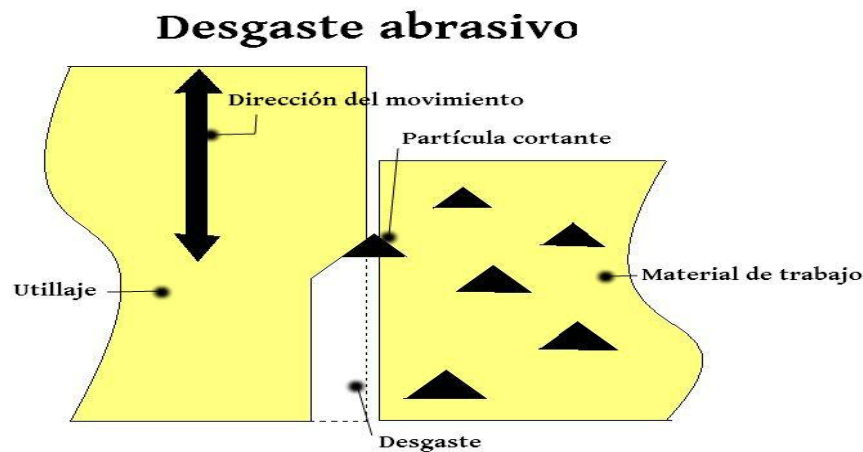 Desgaste abrasivo
Dirección del movimiento
Partícula cortante
Material de trabajo
Utillaje
Desgaste